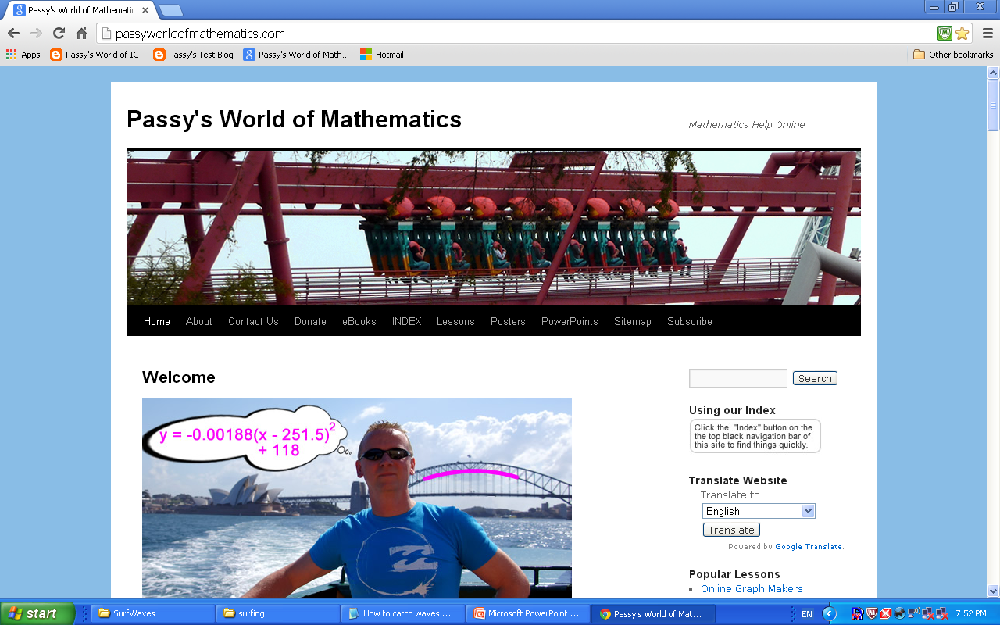 Passy's World of Mathematic
passyworldofmathematics.com
Apps Passy's World of ICT Passy's Test Blog Passy's World of Math... Hotmail Other bookmarks
Passy's World of Mathematics
Mathematics Help Online
Home About Contact Us Donate eBooks INDEX Lessons Posters PowerPoints Sitemap Subscribe
Welcome
y = -0.00188(x - 251.5)²
+ 118
Search
Using our Index
Click the "Index" button on the
the top black navigation bar of
this site to find things quickly.
Translate Website
Translate to:
English
Translate
Powered by Google Translate.
Popular Lessons
Online Graph Makers
start SurfWaves surfing How to catch waves ... Microsoft PowerPoint ... Passy's World of Mat... EN 7:52 PM